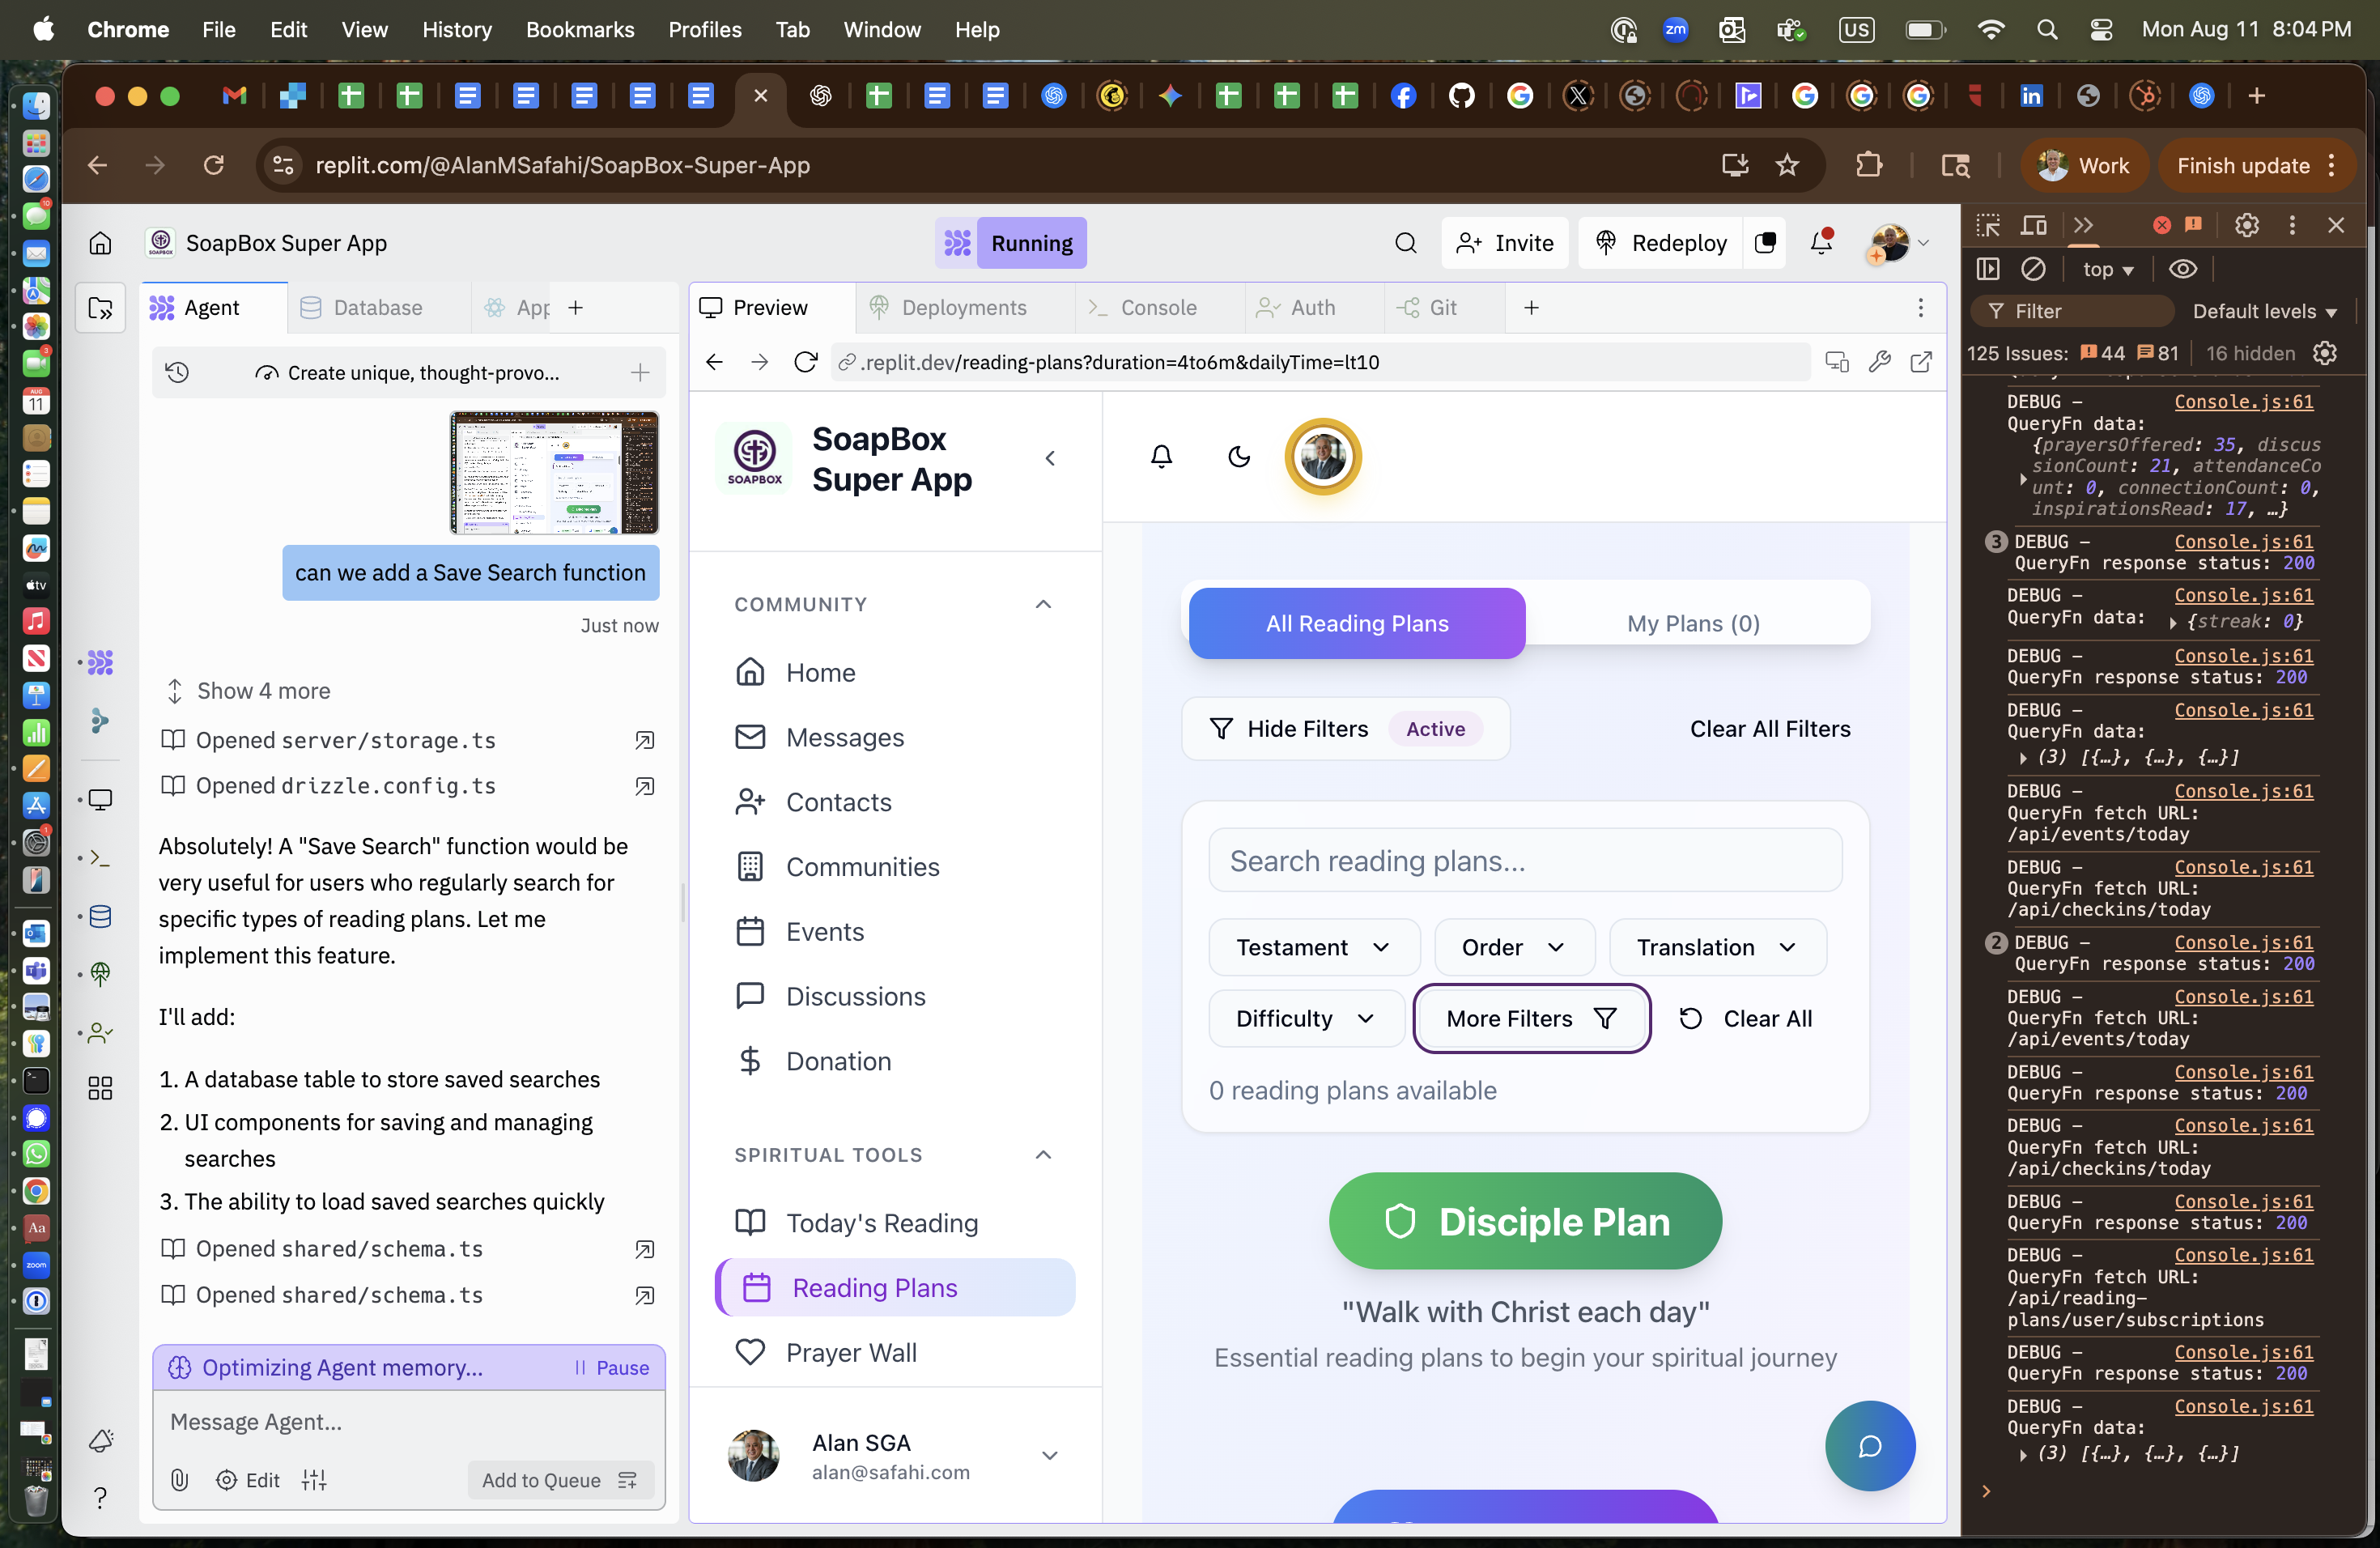 Chrome File Edit View History Bookmarks Profiles Tab Window Help
zm
US
Mon Aug 11 8:04 PM
replit.com/@AlanMSafahi/SoapBox-Super-App
Work
Finish update
SoapBox Super App
Running
Invite
Redeploy
Agent
Database
App
Create unique, thought-provo...
can we add a Save Search function
Just now
Show 4 more
Opened server/storage.ts
Opened drizzle.config.ts
Absolutely! A "Save Search" function would be
very useful for users who regularly search for
specific types of reading plans. Let me
implement this feature.
I'll add:
1. A database table to store saved searches
2. UI components for saving and managing
searches
3. The ability to load saved searches quickly
Opened shared/schema.ts
Opened shared/schema.ts
Optimizing Agent memory...
Pause
Message Agent...
Edit
Add to Queue
Preview
Deployments
Console
Auth
Git
.replit.dev/reading-plans?duration=4to6m&dailyTime=lt10
SOAPBOX
SoapBox
Super App
COMMUNITY
Home
Messages
Contacts
Communities
Events
Discussions
Donation
SPIRITUAL TOOLS
Today's Reading
Reading Plans
Prayer Wall
Alan SGA
alan@safahi.com
All Reading Plans
My Plans (0)
Hide Filters
Active
Clear All Filters
Search reading plans...
Testament
Order
Translation
Difficulty
More Filters
Clear All
0 reading plans available
Disciple Plan
"Walk with Christ each day"
Essential reading plans to begin your spiritual journey
top
Filter
Default levels
125 Issues: 44 81
16 hidden
DEBUG – Console.js:61
QueryFn data:
{prayersOffered: 35, discus
sionCount: 21, attendanceCo
unt: 0, connectionCount: 0,
inspirationsRead: 17, …}
3 DEBUG – Console.js:61
QueryFn response status: 200
DEBUG – Console.js:61
QueryFn data: {streak: 0}
DEBUG – Console.js:61
QueryFn response status: 200
DEBUG – Console.js:61
QueryFn data:
(3) [{…}, {…}, {…}]
DEBUG – Console.js:61
QueryFn fetch URL:
/api/events/today
DEBUG – Console.js:61
QueryFn fetch URL:
/api/checkins/today
2 DEBUG – Console.js:61
QueryFn response status: 200
DEBUG – Console.js:61
QueryFn fetch URL:
/api/events/today
DEBUG – Console.js:61
QueryFn response status: 200
DEBUG – Console.js:61
QueryFn fetch URL:
/api/checkins/today
DEBUG – Console.js:61
QueryFn response status: 200
DEBUG – Console.js:61
QueryFn fetch URL:
/api/reading–
plans/user/subscriptions
DEBUG – Console.js:61
QueryFn response status: 200
DEBUG – Console.js:61
QueryFn data:
(3) [{…}, {…}, {…}]